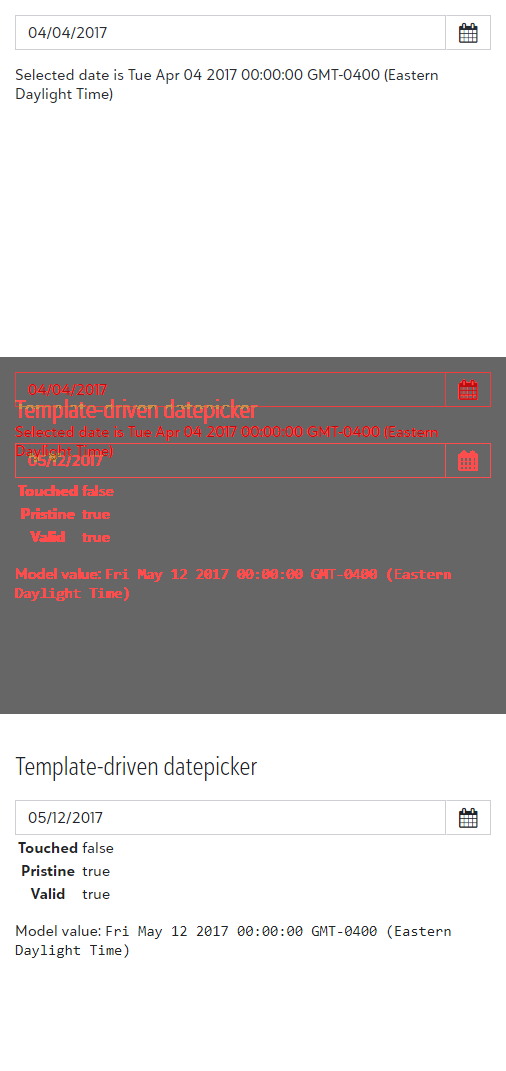 04/04/2017
Selected date is Tue Apr 04 2017 00:00:00 GMT-0400 (Eastern
Daylight Time)
04/04/2017
Template-driven datepicker
Selected date is Tue Apr 04 2017 00:00:00 GMT-0400 (Eastern
Daylight Time)
05/12/2017
Touched false
Pristine true
Valid true
Model value: Fri May 12 2017 00:00:00 GMT-0400 (Eastern
Daylight Time)
Template-driven datepicker
05/12/2017
Touched false
Pristine true
Valid true
Model value: Fri May 12 2017 00:00:00 GMT-0400 (Eastern
Daylight Time)